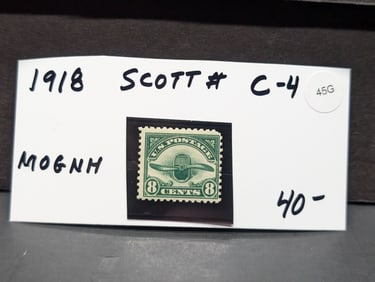 1918 SCOTT # C-4
45G
MOGNH
U.S. POSTAGE
8 CENTS 8
40-